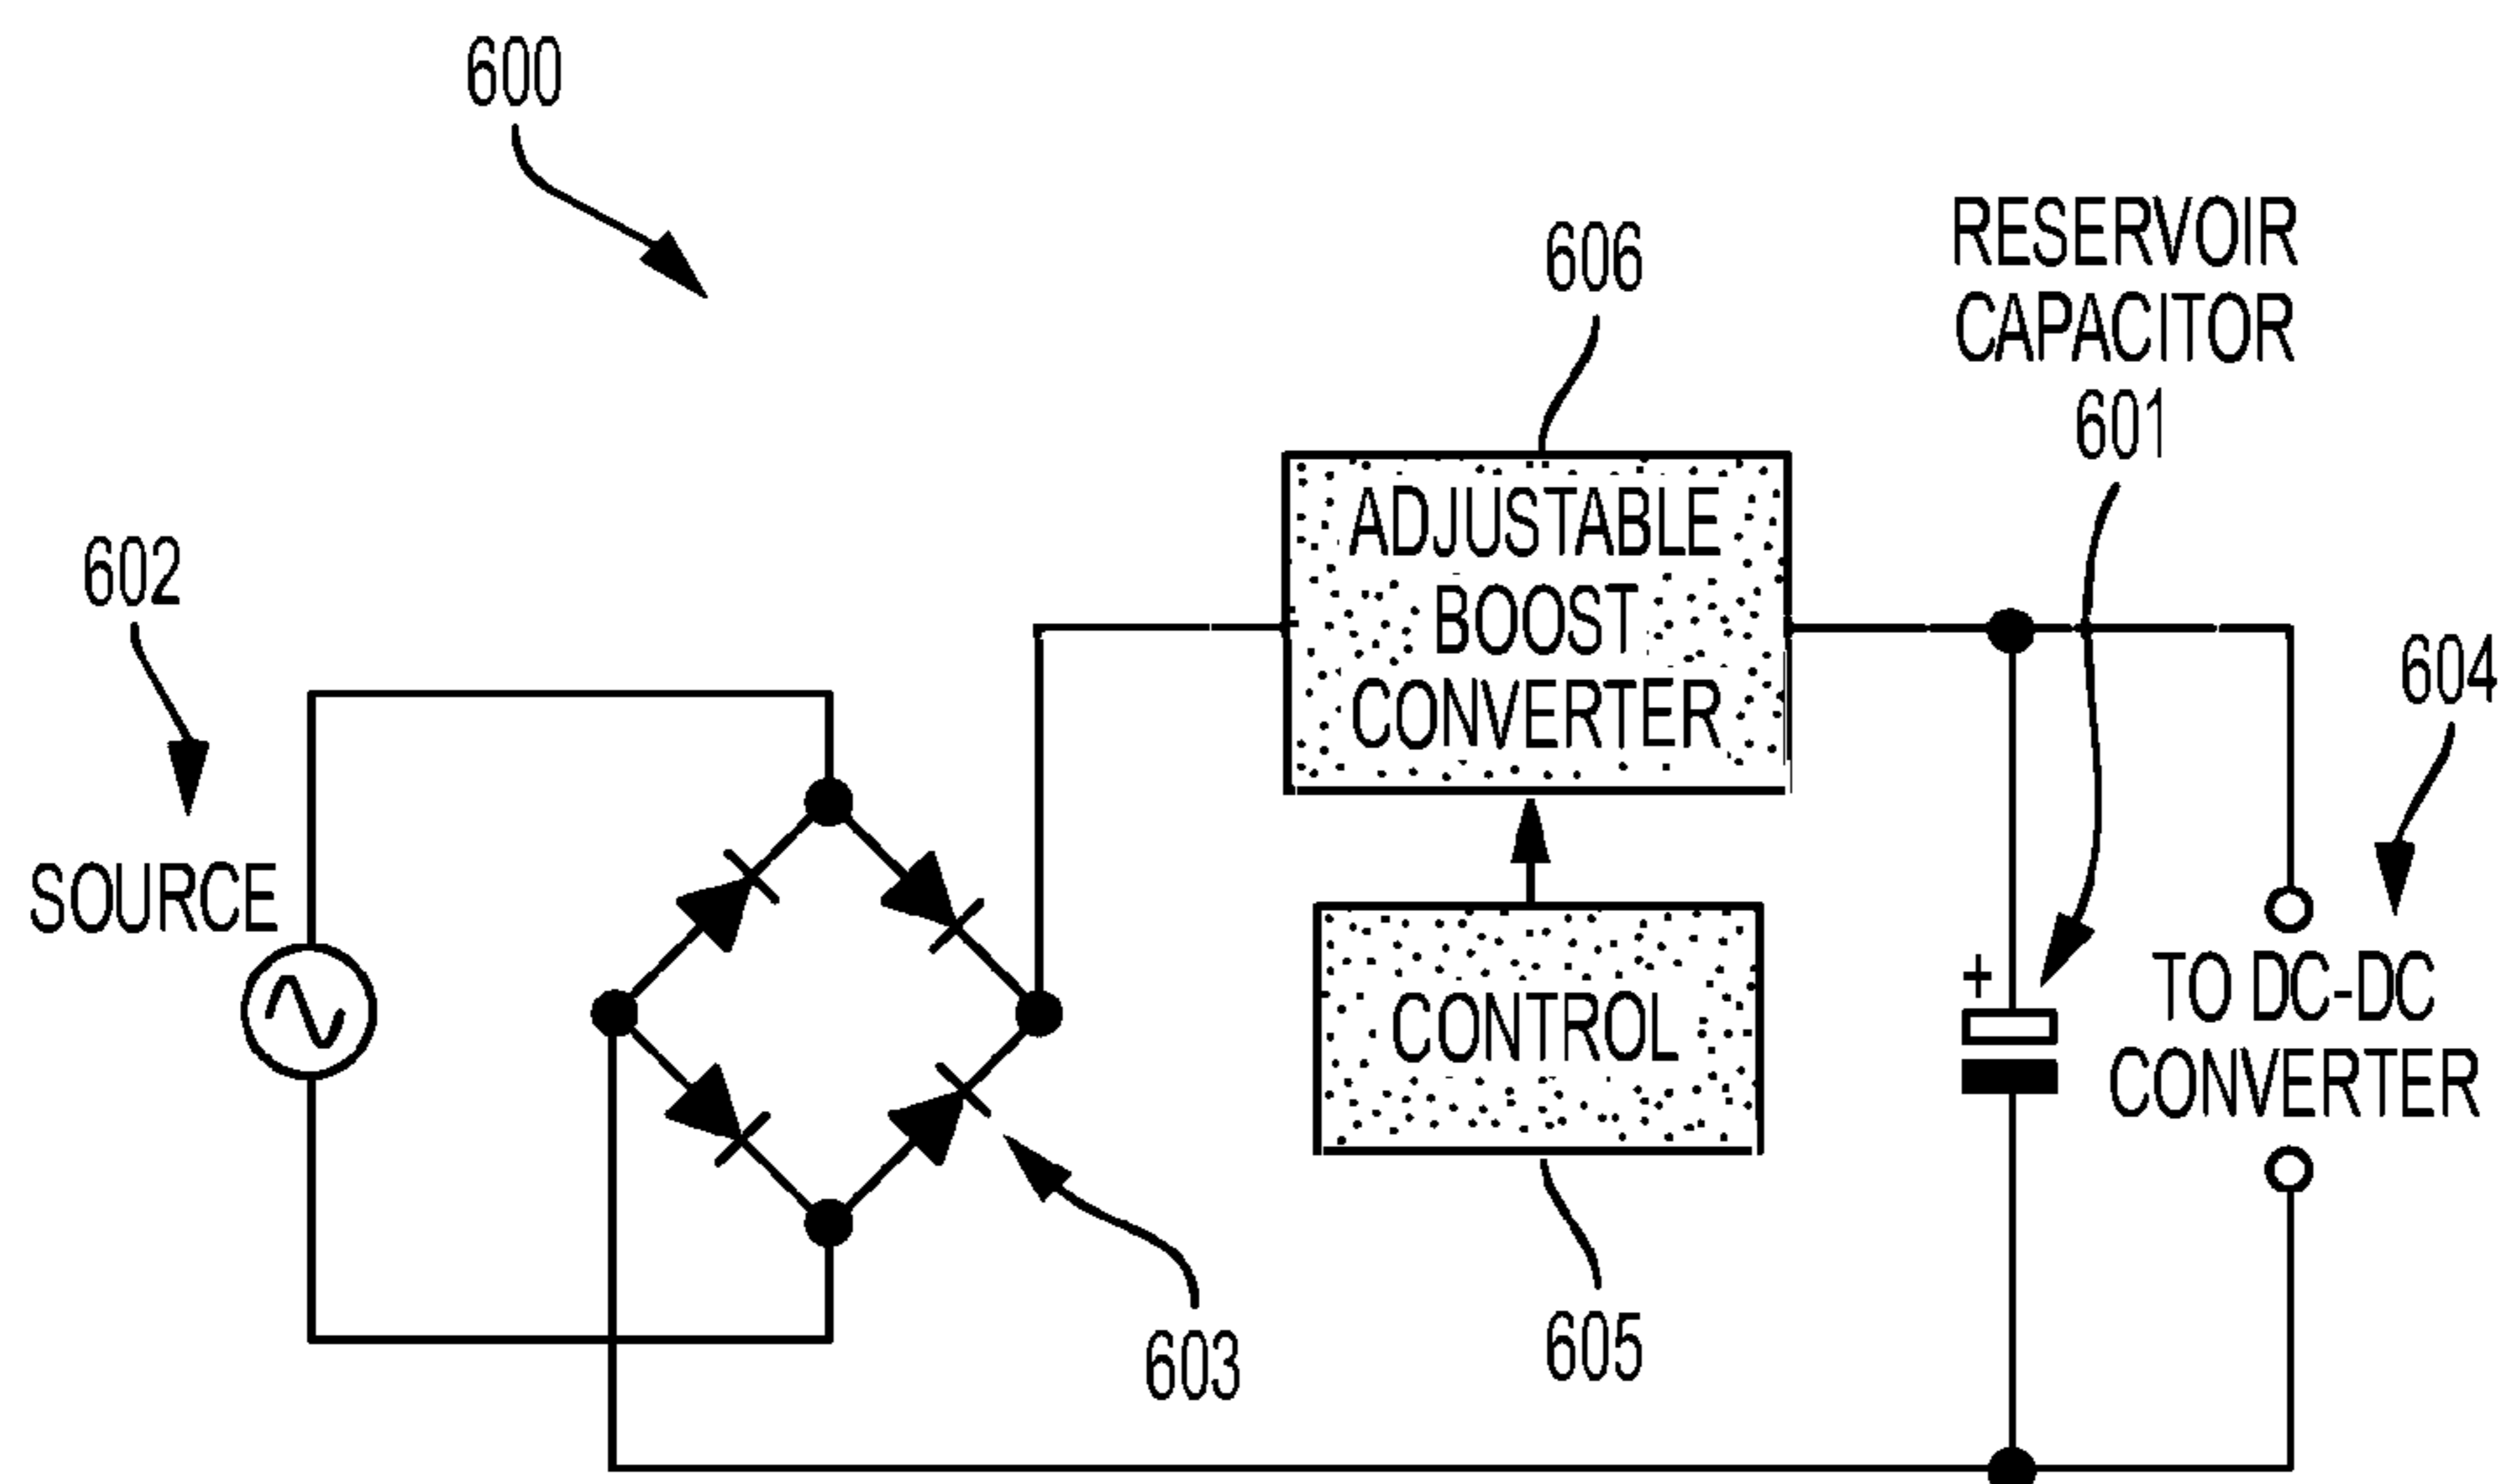 600
606
RESERVOIR
CAPACITOR
601
602
ADJUSTABLE
BOOST
CONVERTER
604
SOURCE
+
TO DC-DC
CONVERTER
CONTROL
603
605